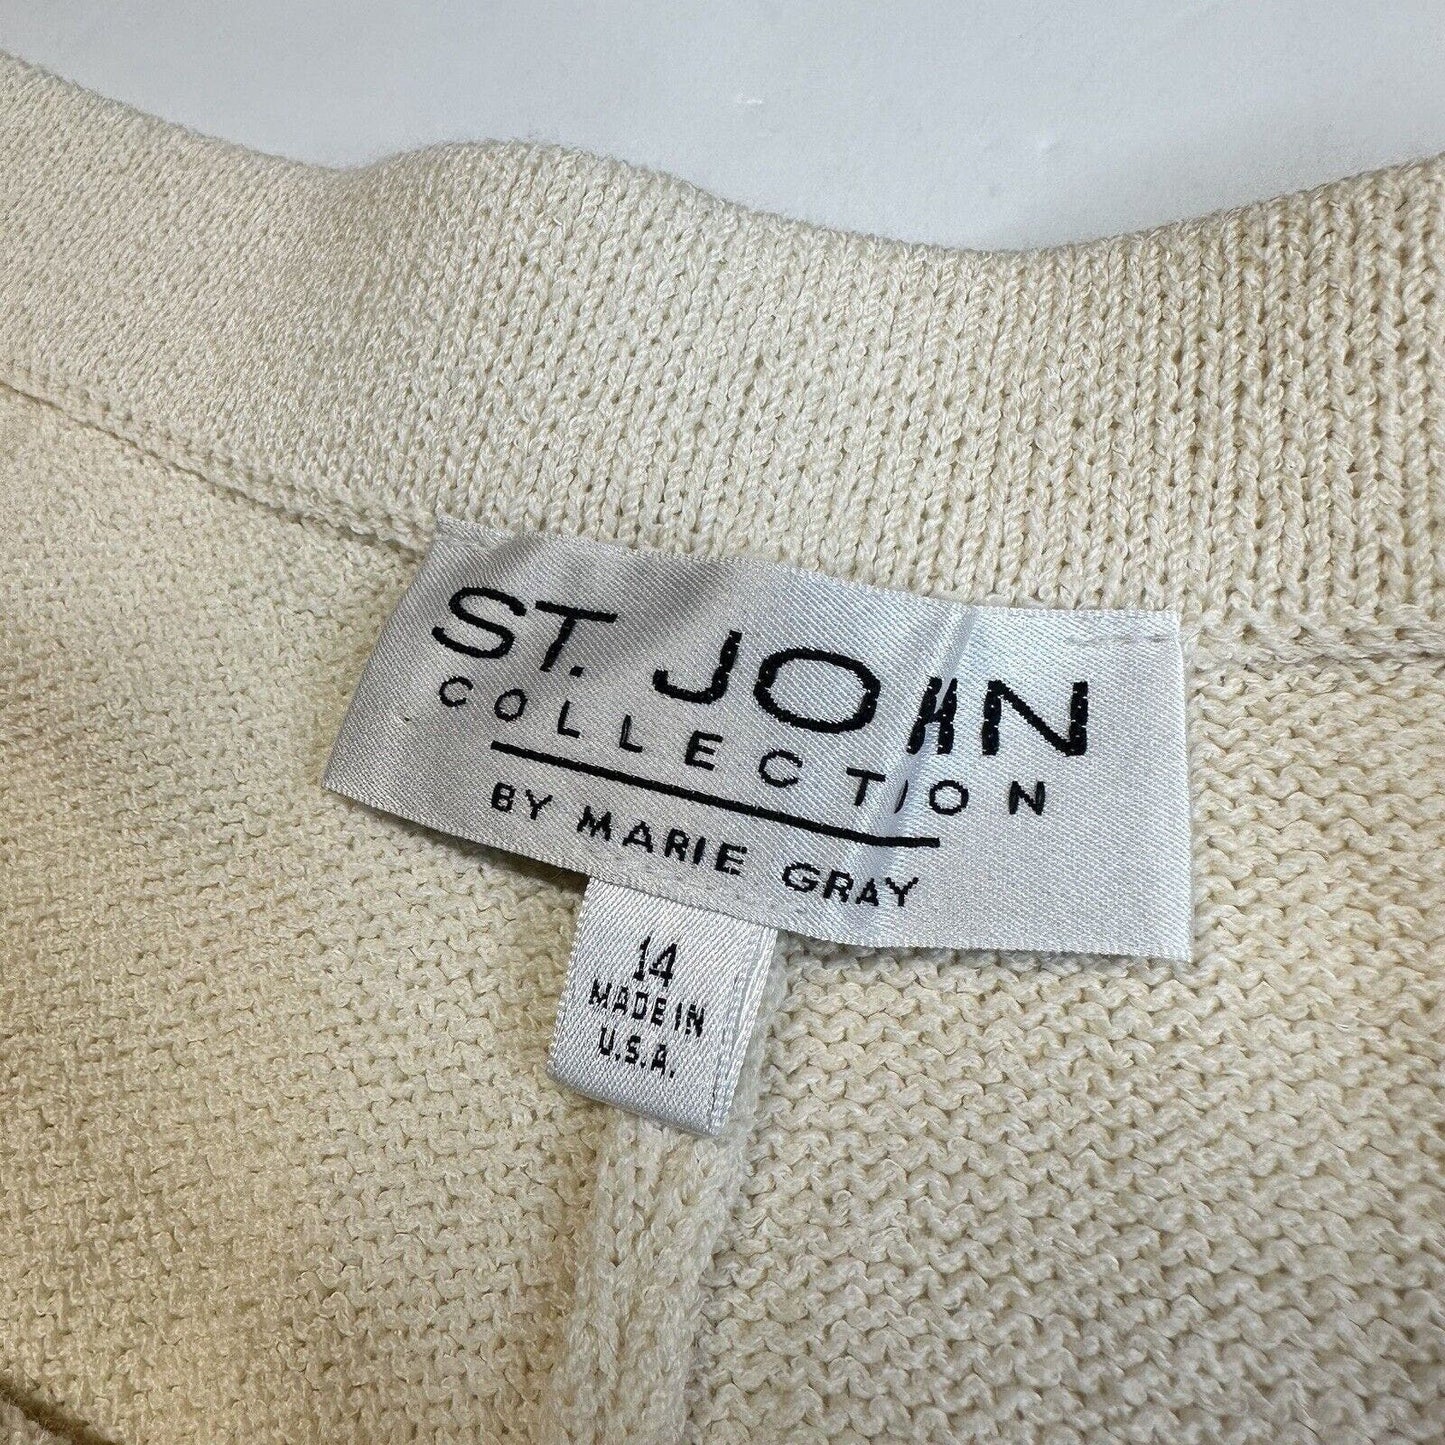 ST. JOHN
COLLECTION
BY MARIE GRAY
14
MADE IN
U.S.A.